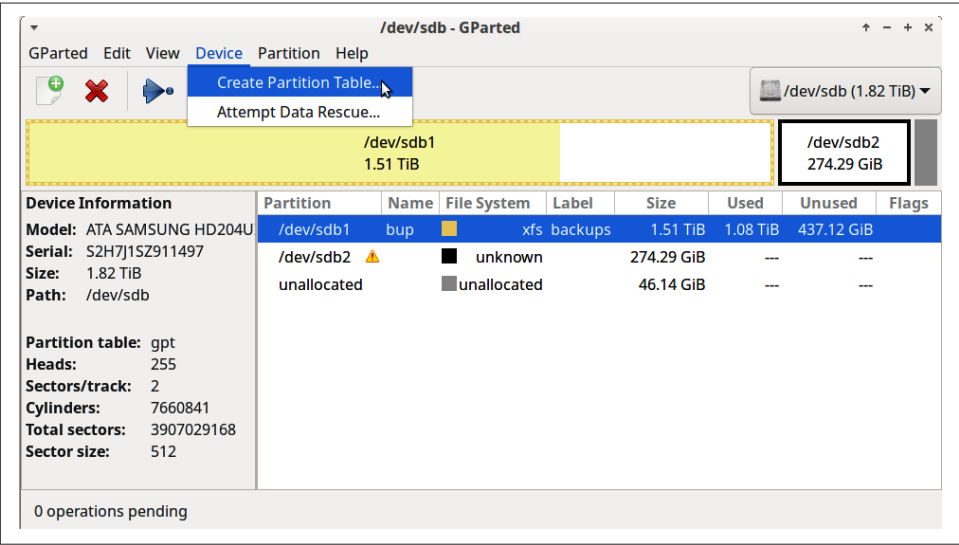 /dev/sdb - GParted
GParted Edit View Device Partition Help
Create Partition Table...
/dev/sdb (1.82 TiB)
Attempt Data Rescue...
/dev/sdb1
1.51 TiB
/dev/sdb2
274.29 GiB
Device Information
Model: ATA SAMSUNG HD204U
Serial: S2H7J1SZ911497
Size: 1.82 TiB
Path: /dev/sdb
Partition table: gpt
Heads: 255
Sectors/track: 2
Cylinders: 7660841
Total sectors: 3907029168
Sector size: 512
Partition Name File System Label Size Used Unused Flags
/dev/sdb1 bup xfs backups 1.51 TiB 1.08 TiB 437.12 GiB
/dev/sdb2 unknown 274.29 GiB --- ---
unallocated unallocated 46.14 GiB --- ---
0 operations pending